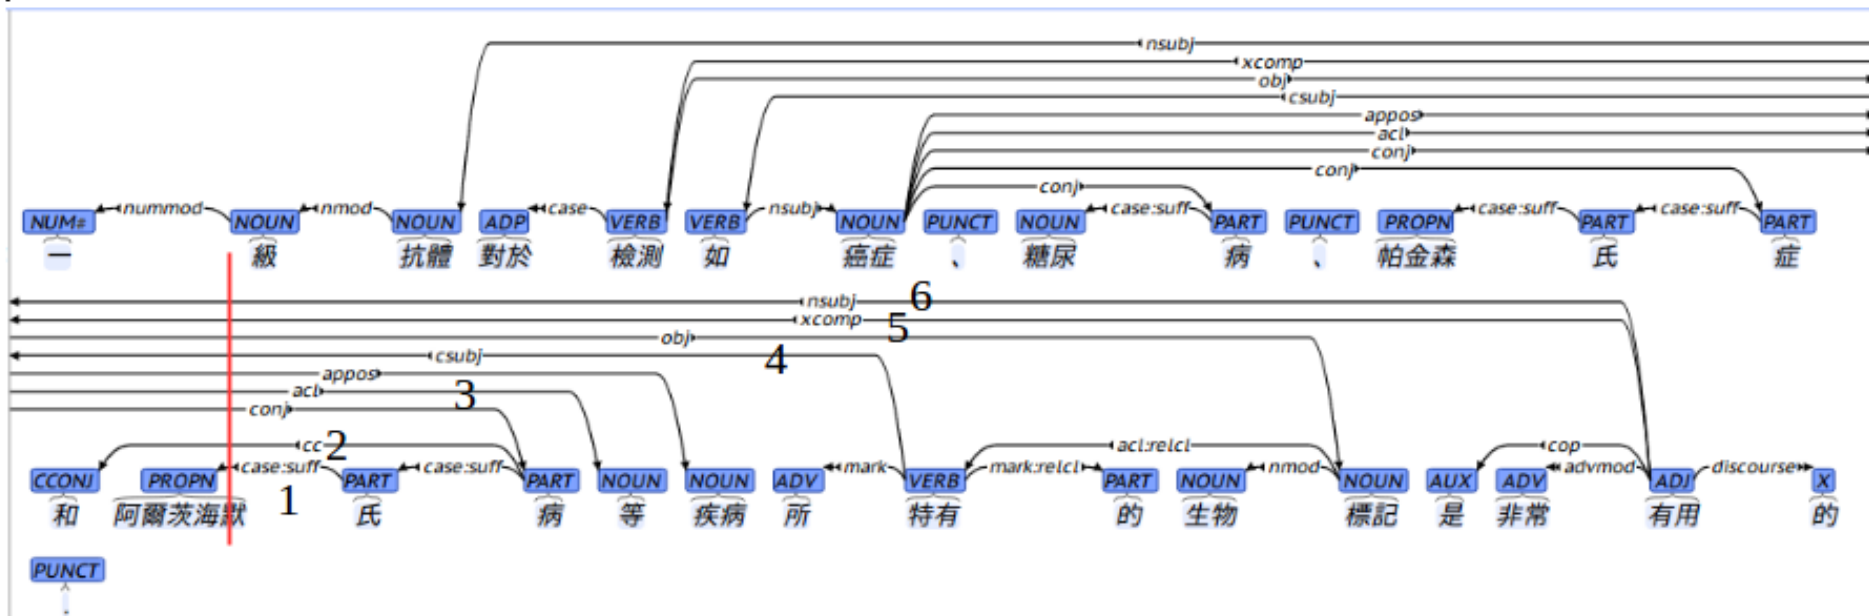 nsubj
xcomp
obj
csubj
appos
acl
conj
conj
conj
nummod nmod case nsubj case:suff case:suff case:suff
NUM# NOUN NOUN ADP VERB VERB NOUN PUNCT NOUN PART PUNCT PROPN PART PART
一 級 抗體 對於 檢測 如 癌症 、 糖尿 病 、 帕金森 氏 症
nsubj 6
xcomp 5
obj
csubj 4
appos
acl 3
conj
cc 2 acl:relcl cop
case:suff case:suff mark mark:relcl nmod advmod discourse
CCONJ PROPN PART PART NOUN NOUN ADV VERB PART NOUN NOUN AUX ADV ADJ X
1
和 阿爾茨海默 氏 病 等 疾病 所 特有 的 生物 標記 是 非常 有用 的
PUNCT
.